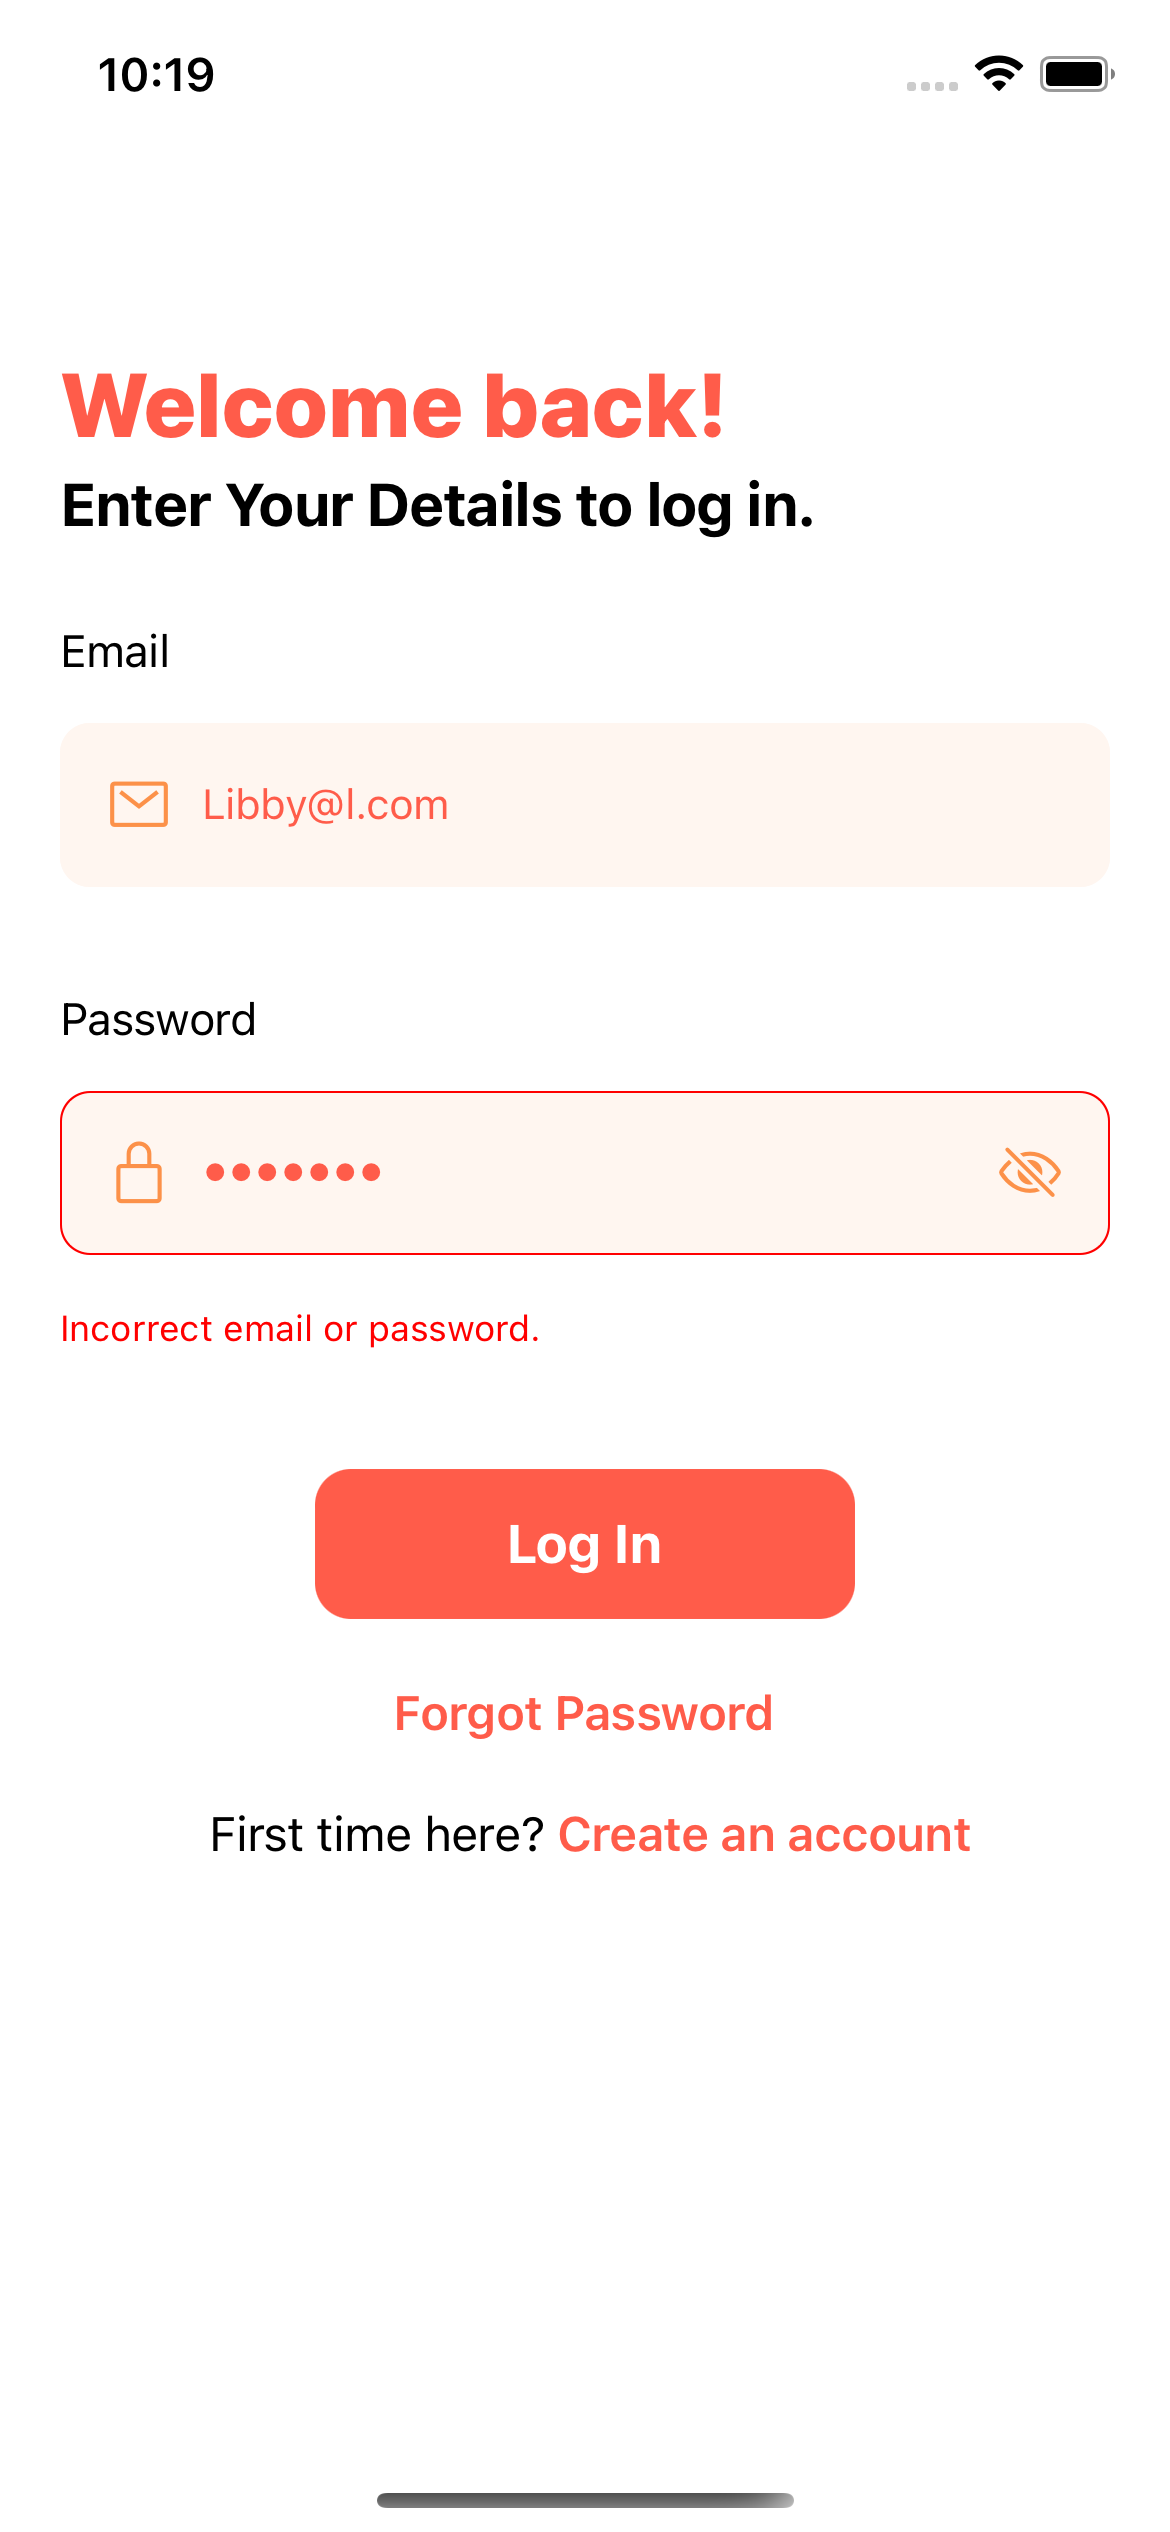 10:19
Welcome back!
Enter Your Details to log in.
Email
Libby@l.com
Password
•••••••
Incorrect email or password.
Log In
Forgot Password
First time here? Create an account